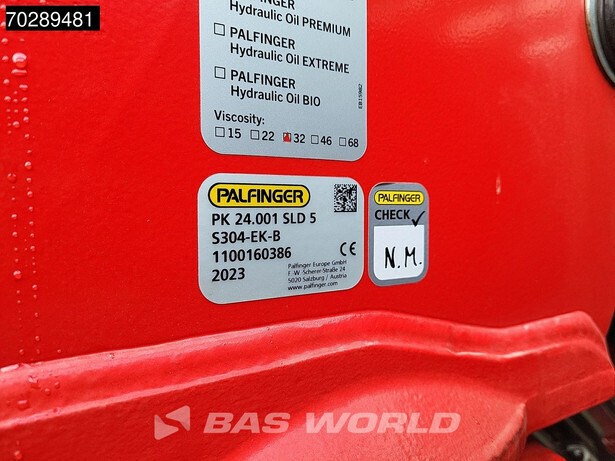 70289481
PALFINGER
Hydraulic Oil PREMIUM
PALFINGER
Hydraulic Oil EXTREME
PALFINGER
Hydraulic Oil BIO
Viscosity:
15 22 32 46 68
PALFINGER
PK 24.001 SLD 5
S304-EK-B
1100160386
2023
CE
Palfinger Europe GmbH
F.-W.-Scherer-Straße 24
5020 Salzburg / Austria
www.palfinger.com
PALFINGER
CHECK
N.M.
BAS WORLD